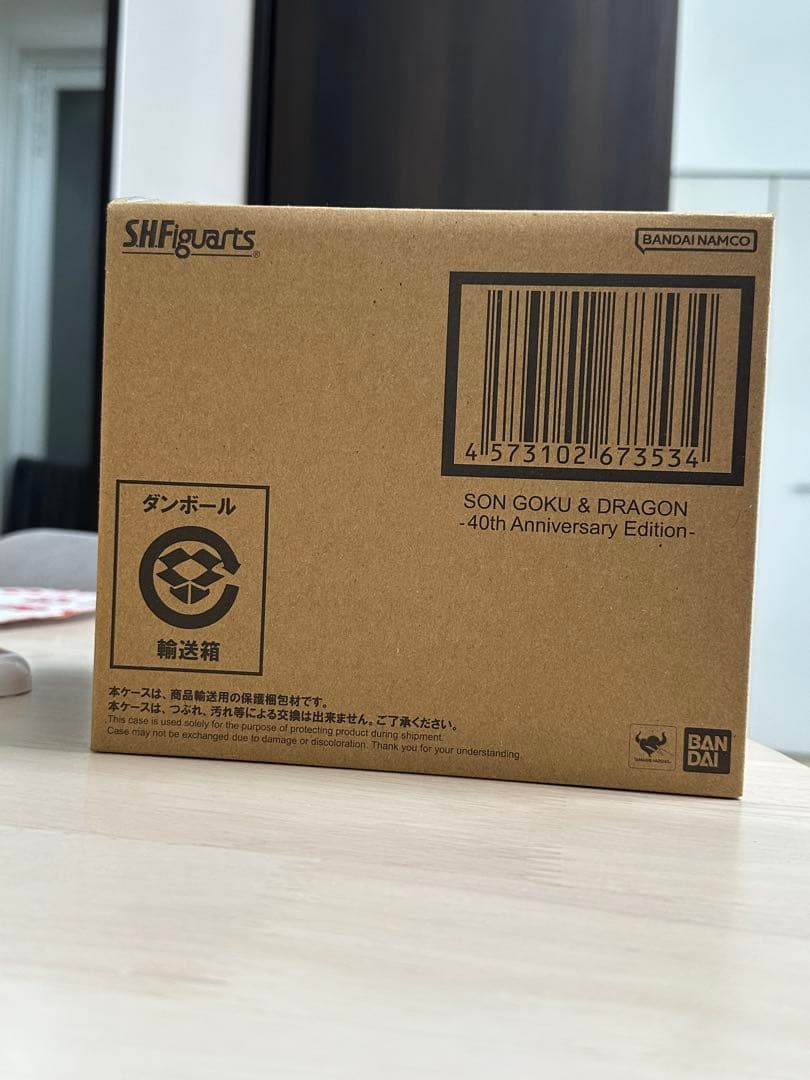 S.H.Figuarts®
BANDAI NAMCO
4 573102 673534
SON GOKU & DRAGON
-40th Anniversary Edition-
ダンボール
輸送箱
本ケースは、商品輸送用の保護梱包材です。
本ケースは、つぶれ、汚れ等による交換は出来ません。ご了承ください。
This case is used solely for the purpose of protecting product during shipment.
Case may not be exchanged due to damage or discoloration. Thank you for your understanding.
TAMASHII NATIONS
BAN
DAI